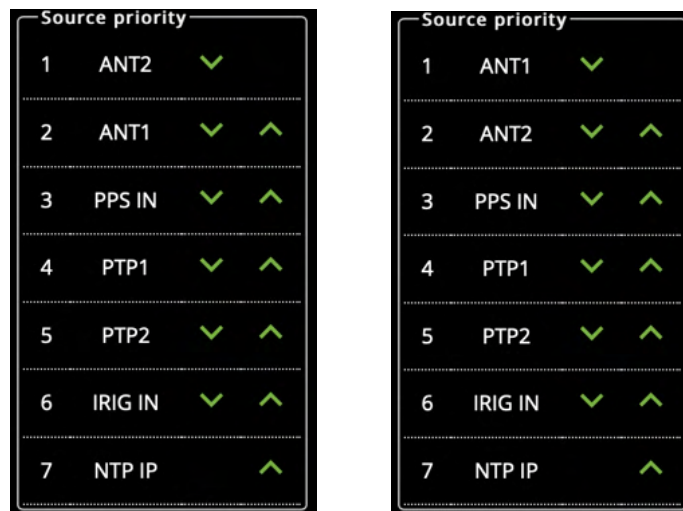 Source priority
1 ANT2
2 ANT1
3 PPS IN
4 PTP1
5 PTP2
6 IRIG IN
7 NTP IP
Source priority
1 ANT1
2 ANT2
3 PPS IN
4 PTP1
5 PTP2
6 IRIG IN
7 NTP IP